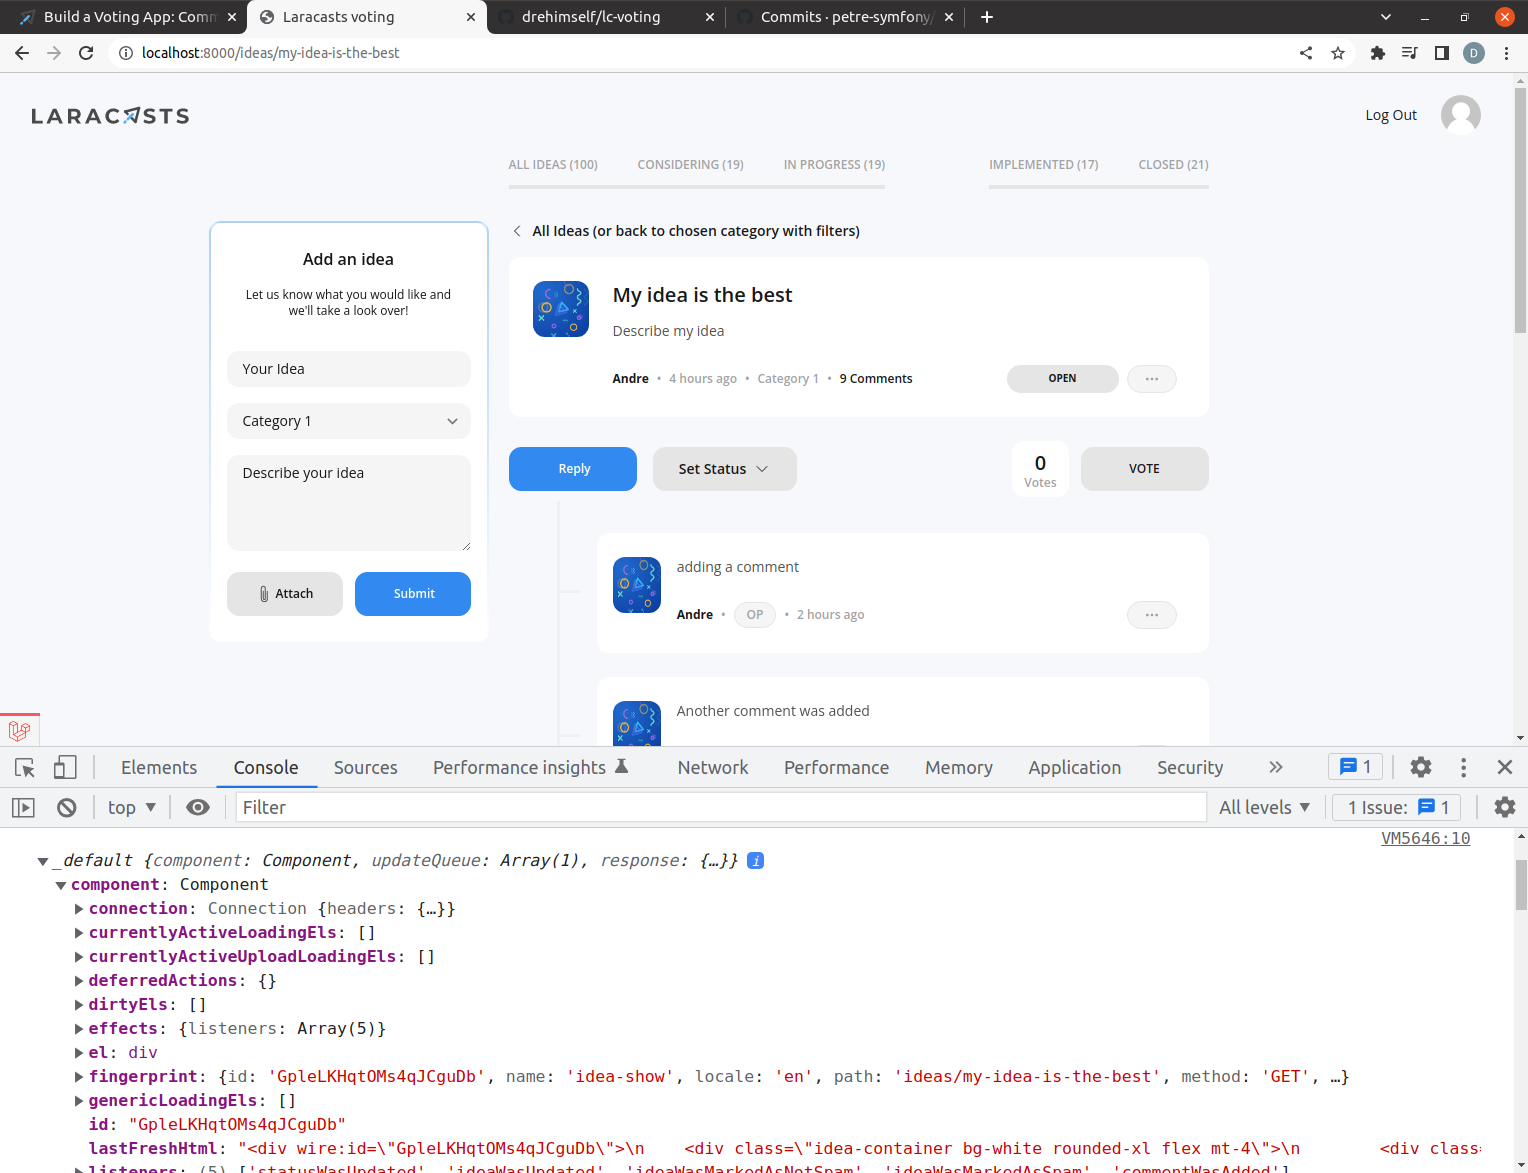 Build a Voting App: Comm
Laracasts voting
drehimself/lc-voting
Commits · petre-symfony/
localhost:8000/ideas/my-idea-is-the-best
D
LARACASTS
Log Out
ALL IDEAS (100)
CONSIDERING (19)
IN PROGRESS (19)
IMPLEMENTED (17)
CLOSED (21)
Add an idea
Let us know what you would like and
we'll take a look over!
Your Idea
Category 1
Describe your idea
Attach
Submit
All Ideas (or back to chosen category with filters)
My idea is the best
Describe my idea
Andre • 4 hours ago • Category 1 • 9 Comments
OPEN
Reply
Set Status
0
Votes
VOTE
adding a comment
Andre • OP • 2 hours ago
Another comment was added
Elements
Console
Sources
Performance insights
Network
Performance
Memory
Application
Security
1
top
Filter
All levels
1 Issue: 1
VM5646:10
_default {component: Component, updateQueue: Array(1), response: {…}} i
component: Component
connection: Connection {headers: {…}}
currentlyActiveLoadingEls: []
currentlyActiveUploadLoadingEls: []
deferredActions: {}
dirtyEls: []
effects: {listeners: Array(5)}
el: div
fingerprint: {id: 'GpleLKHqtOMs4qJCguDb', name: 'idea-show', locale: 'en', path: 'ideas/my-idea-is-the-best', method: 'GET', …}
genericLoadingEls: []
id: "GpleLKHqtOMs4qJCguDb"
lastFreshHtml: "<div wire:id=\"GpleLKHqtOMs4qJCguDb\">\n    <div class=\"idea-container bg-white rounded-xl flex mt-4\">\n        <div clas
listeners: (5) ['statusWasUpdated', 'ideaWasUpdated', 'ideaWasMarkedAsNotSpam', 'ideaWasMarkedAsSpam', 'commentWasAdded']